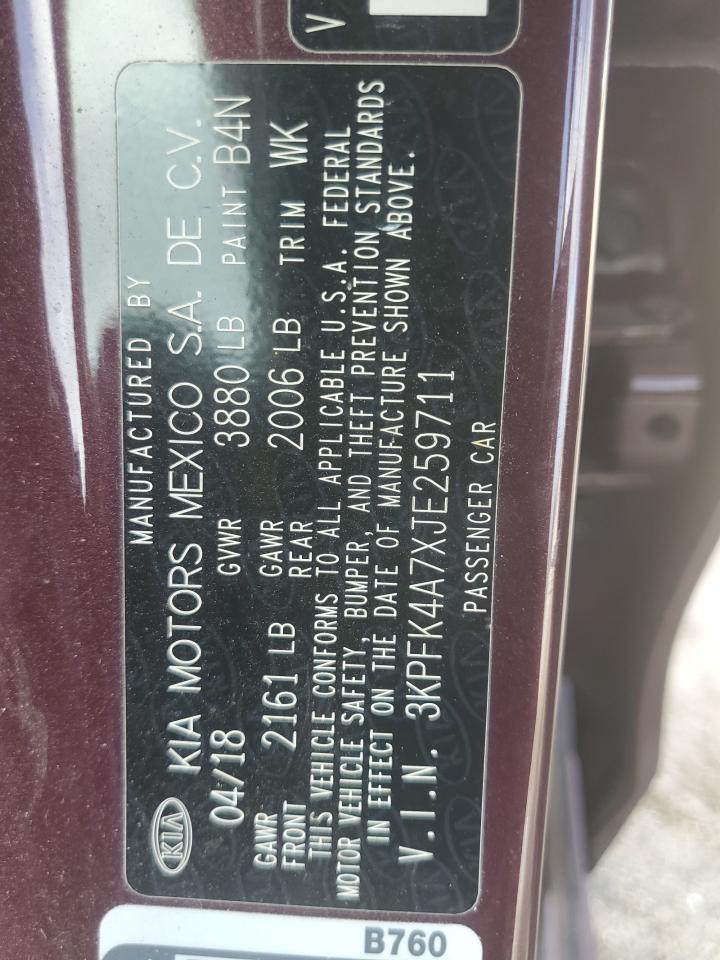 V
MANUFACTURED BY
KIA KIA MOTORS MEXICO S.A. DE C.V.
04/18 GVWR 3880 LB PAINT B4N
GAWR FRONT 2161 LB GAWR REAR 2006 LB TRIM WK
THIS VEHICLE CONFORMS TO ALL APPLICABLE U.S.A. FEDERAL
MOTOR VEHICLE SAFETY, BUMPER, AND THEFT PREVENTION STANDARDS
IN EFFECT ON THE DATE OF MANUFACTURE SHOWN ABOVE.
V.I.N. 3KPFK4A7XJE259711
PASSENGER CAR
B760